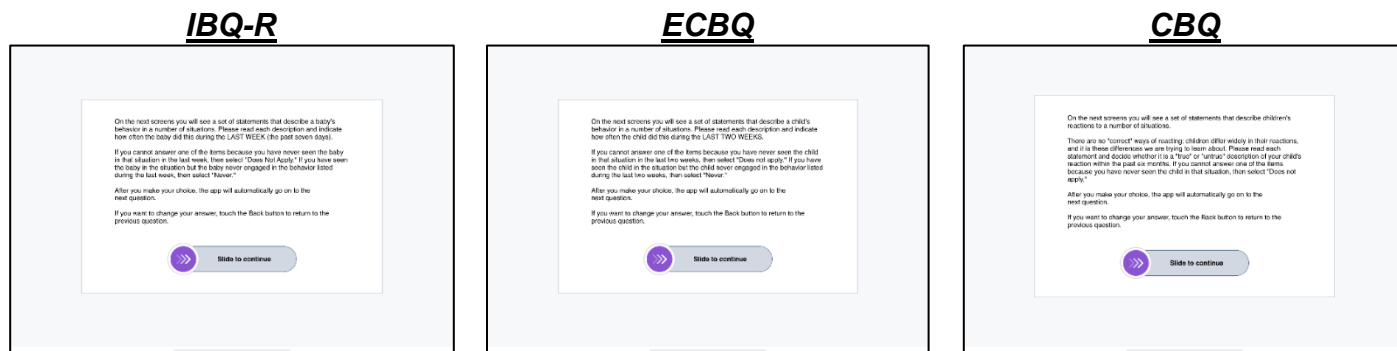 IBQ-R
On the next screens you will see a set of statements that describe a baby's
behavior in a number of situations. Please read each description and indicate
how often the baby did this during the LAST WEEK (the past seven days).
If you cannot answer one of the items because you have never seen the baby
in that situation in the last week, then select "Does Not Apply." If you have seen
the baby in the situation but the baby never engaged in the behavior listed
during the last week, then select "Never."
After you make your choice, the app will automatically go on to the
next question.
If you want to change your answer, touch the Back button to return to the
previous question.
Slide to continue
ECBQ
On the next screens you will see a set of statements that describe a child's
behavior in a number of situations. Please read each description and indicate
how often the child did this during the LAST TWO WEEKS.
If you cannot answer one of the items because you have never seen the child
in that situation in the last two weeks, then select "Does not apply." If you have
seen the child in the situation but the child never engaged in the behavior listed
during the last two weeks, then select "Never."
After you make your choice, the app will automatically go on to the
next question.
If you want to change your answer, touch the Back button to return to the
previous question.
Slide to continue
CBQ
On the next screens you will see a set of statements that describe children's
reactions to a number of situations.
There are no "correct" ways of reacting; children differ widely in their reactions,
and it is these differences we are trying to learn about. Please read each
statement and decide whether it is a "true" or "untrue" description of your child's
reaction within the past six months. If you cannot answer one of the items
because you have never seen the child in that situation, then select "Does not
apply."
After you make your choice, the app will automatically go on to the
next question.
If you want to change your answer, touch the Back button to return to the
previous question.
Slide to continue